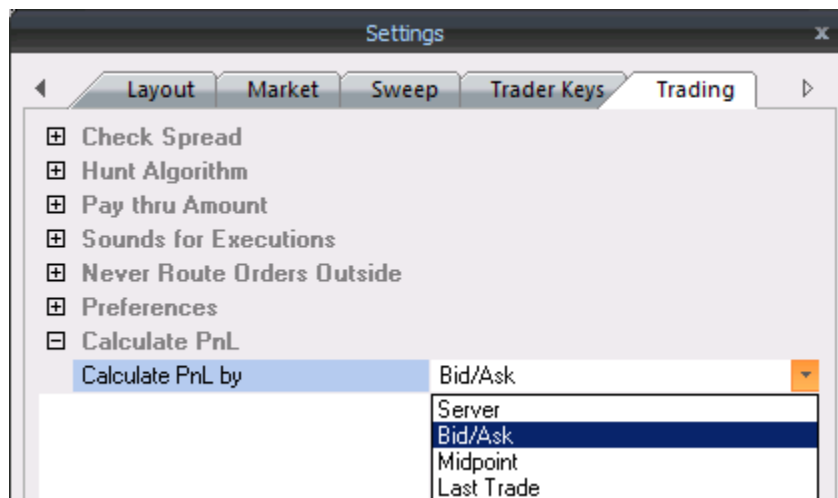 Settings
Layout Market Sweep Trader Keys Trading
Check Spread
Hunt Algorithm
Pay thru Amount
Sounds for Executions
Never Route Orders Outside
Preferences
Calculate PnL
Calculate PnL by Bid/Ask
Server
Bid/Ask
Midpoint
Last Trade